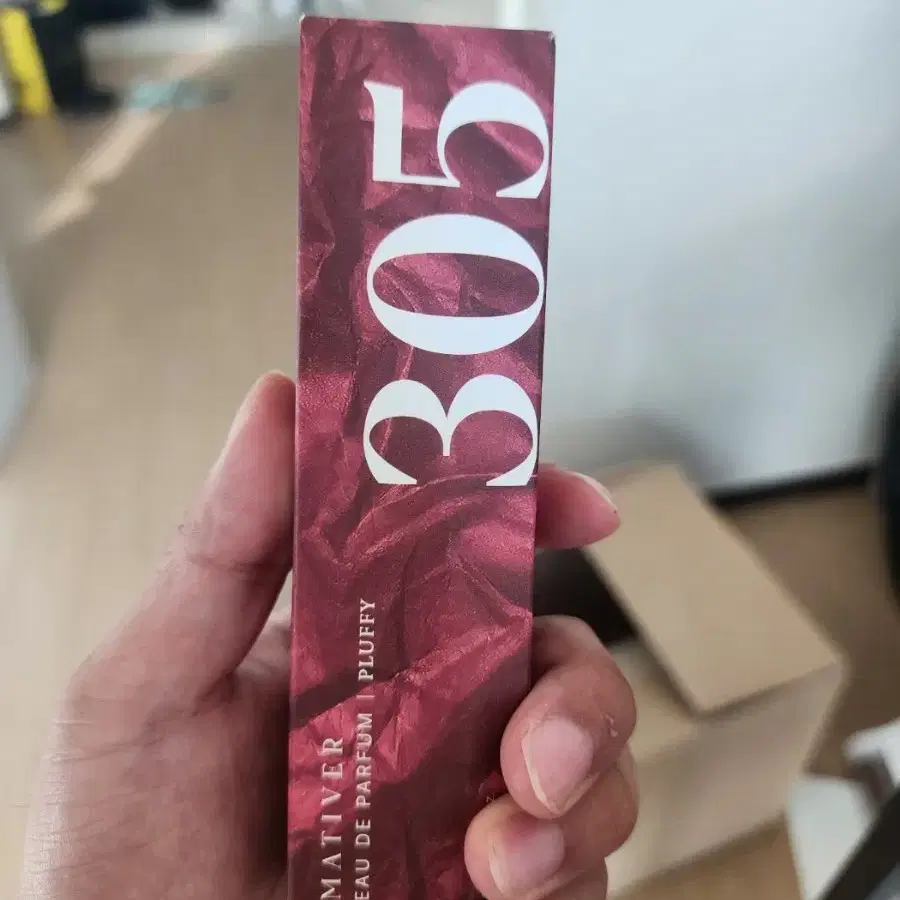 305
MATIVER
EAU DE PARFUM | PLUFFY